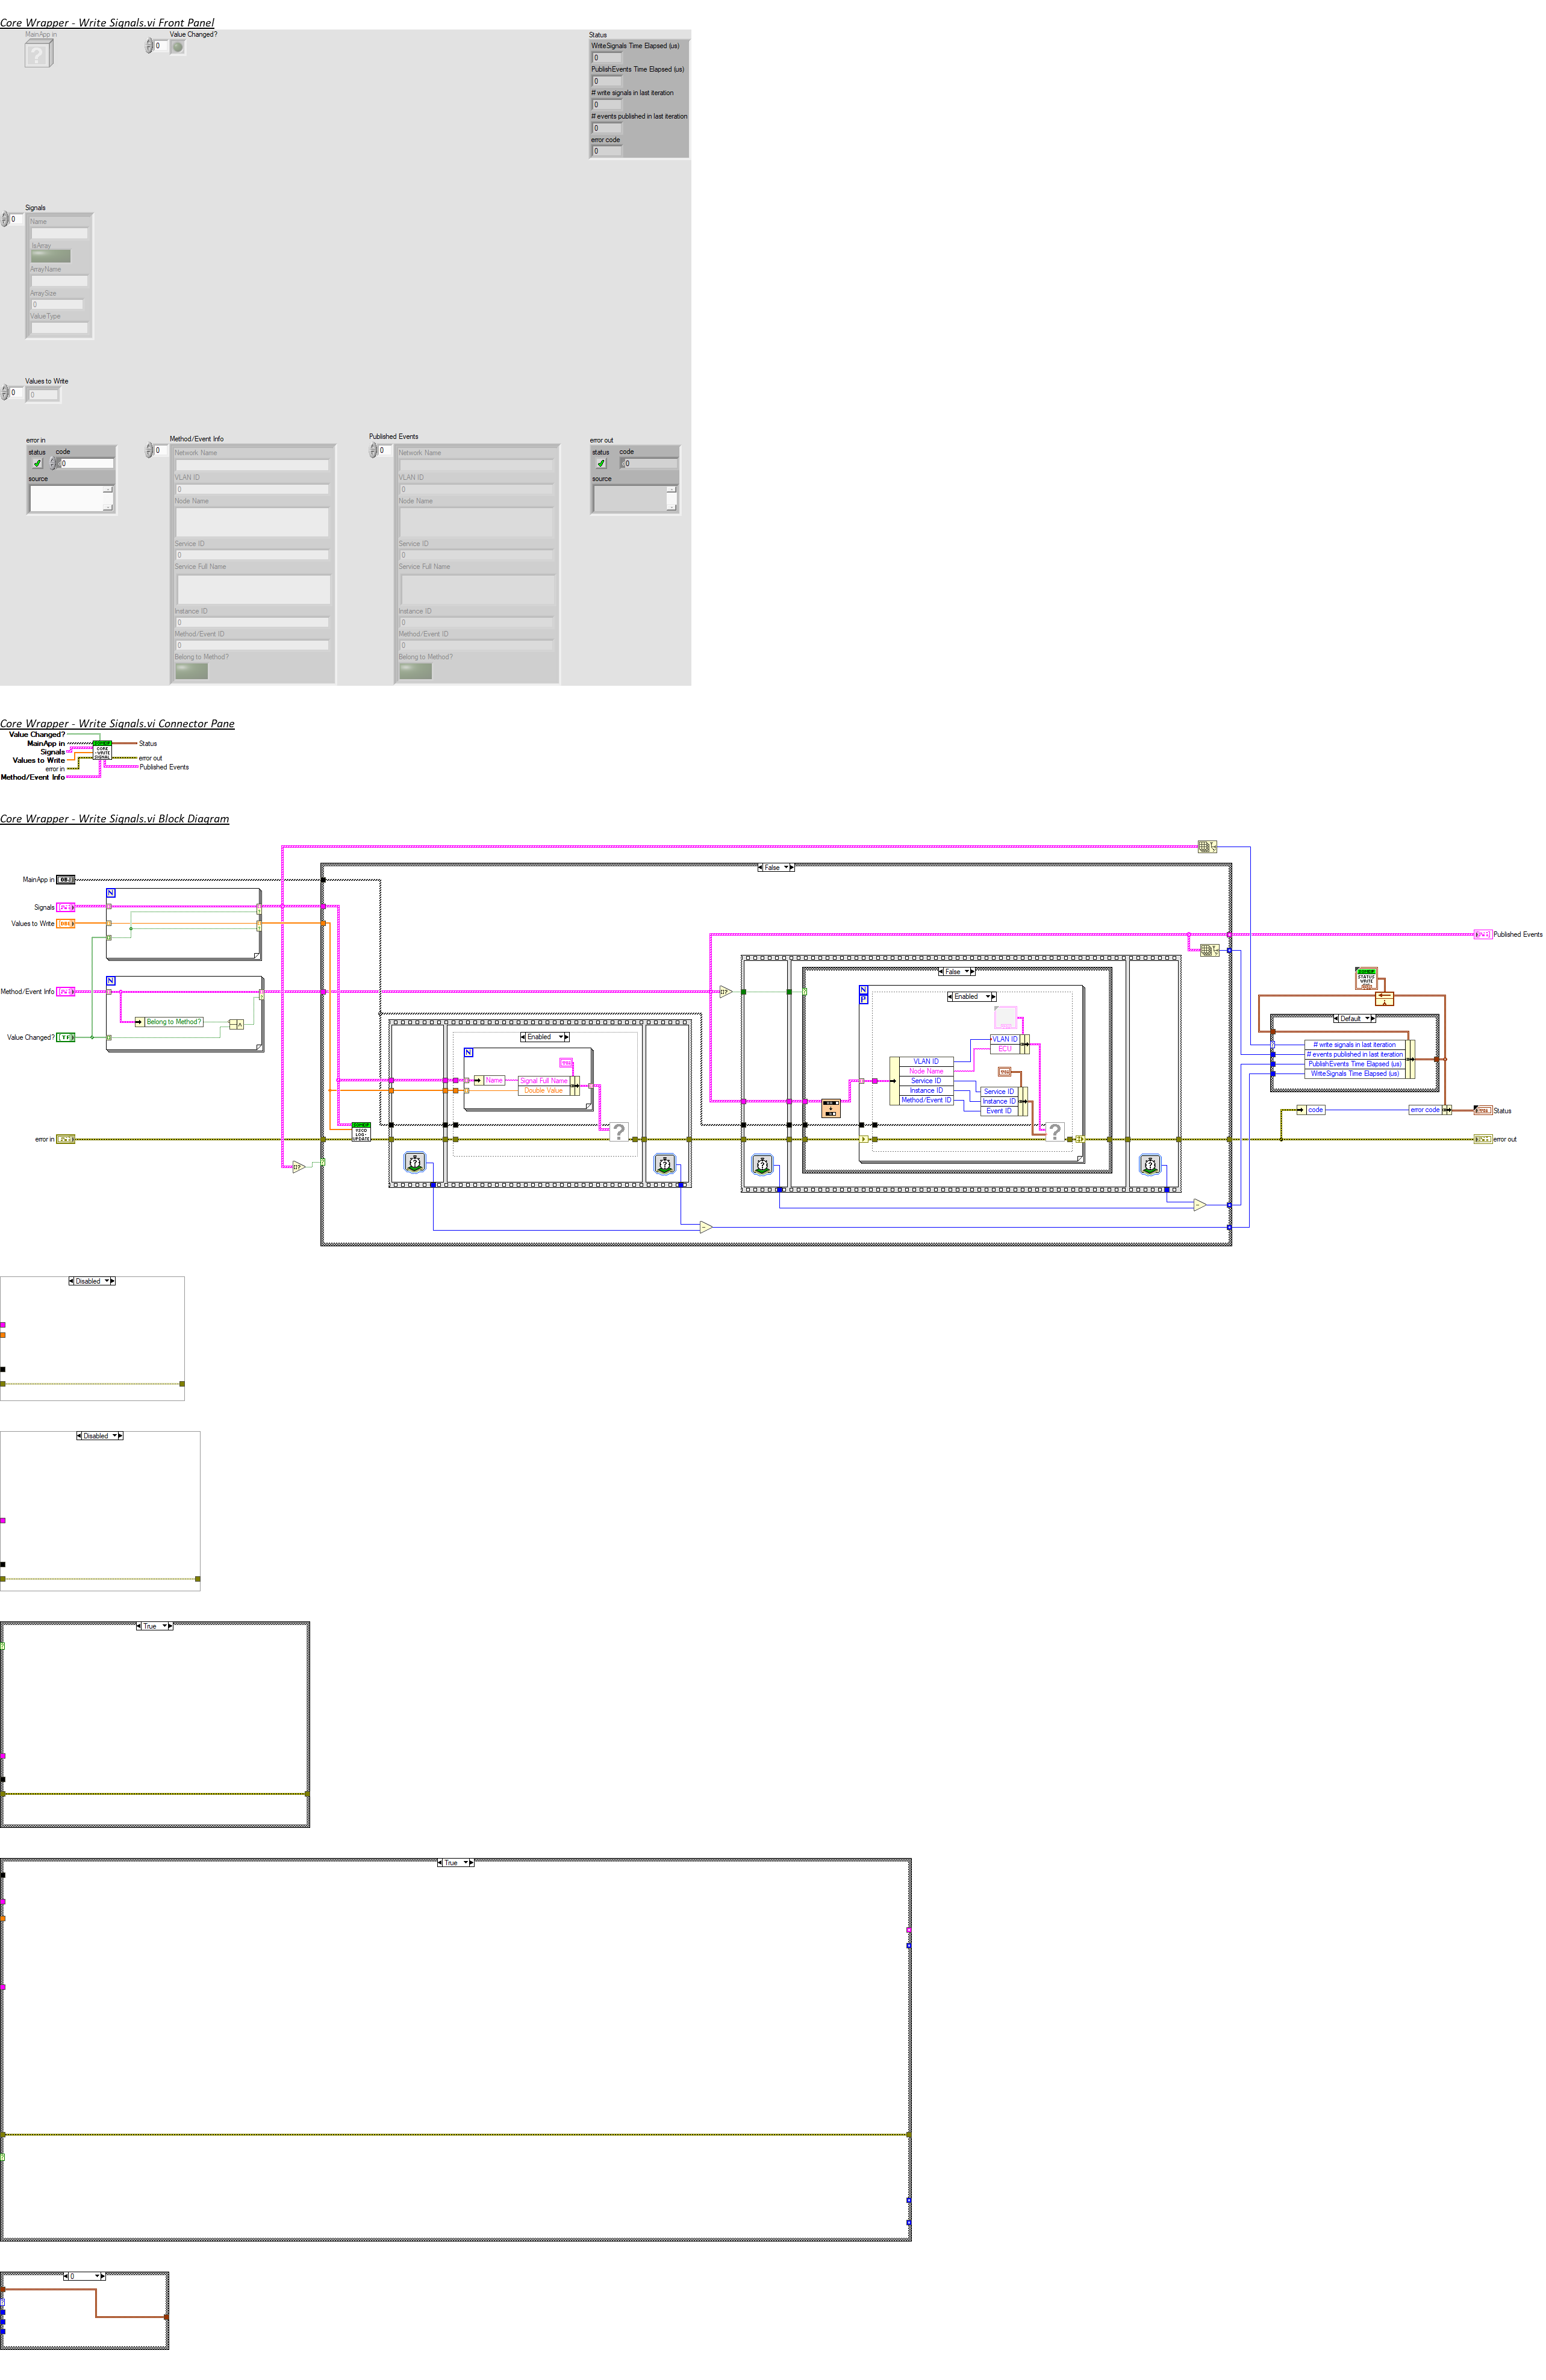 Core Wrapper - Write Signals.vi Front Panel
MainApp in
Value Changed?
0
Status
WriteSignals Time Elapsed (us)
0
PublishEvents Time Elapsed (us)
0
# write signals in last iteration
0
# events published in last iteration
0
error code
0
Signals
0
Name
IsArray
ArrayName
ArraySize
0
ValueType
Values to Write
0
0
error in
status code
0
source
Method/Event Info
0
Network Name
VLAN ID
0
Node Name
Service ID
0
Service Full Name
Instance ID
0
Method/Event ID
0
Belong to Method?
Published Events
0
Network Name
VLAN ID
0
Node Name
Service ID
0
Service Full Name
Instance ID
0
Method/Event ID
0
Belong to Method?
error out
status code
0
source
Core Wrapper - Write Signals.vi Connector Pane
Value Changed?
MainApp in
Signals
Values to Write
error in
Method/Event Info
CORE
WRITE
SIGNAL
Status
error out
Published Events
Core Wrapper - Write Signals.vi Block Diagram
False
MainApp in
OBJ
Signals
Values to Write
Method/Event Info
Value Changed?
TF
error in
N
N
Belong to Method?
Enabled
N
Name
Signal Full Name
Double Value
UPDATE
False
N
P
Enabled
VLAN ID
Node Name
Service ID
Instance ID
Method/Event ID
VLAN ID
ECU
Service ID
Instance ID
Event ID
Published Events
STATUS
WRITE
Default
# write signals in last iteration
# events published in last iteration
PublishEvents Time Elapsed (us)
WriteSignals Time Elapsed (us)
code
error code
Status
error out
Disabled
Disabled
True
True
0